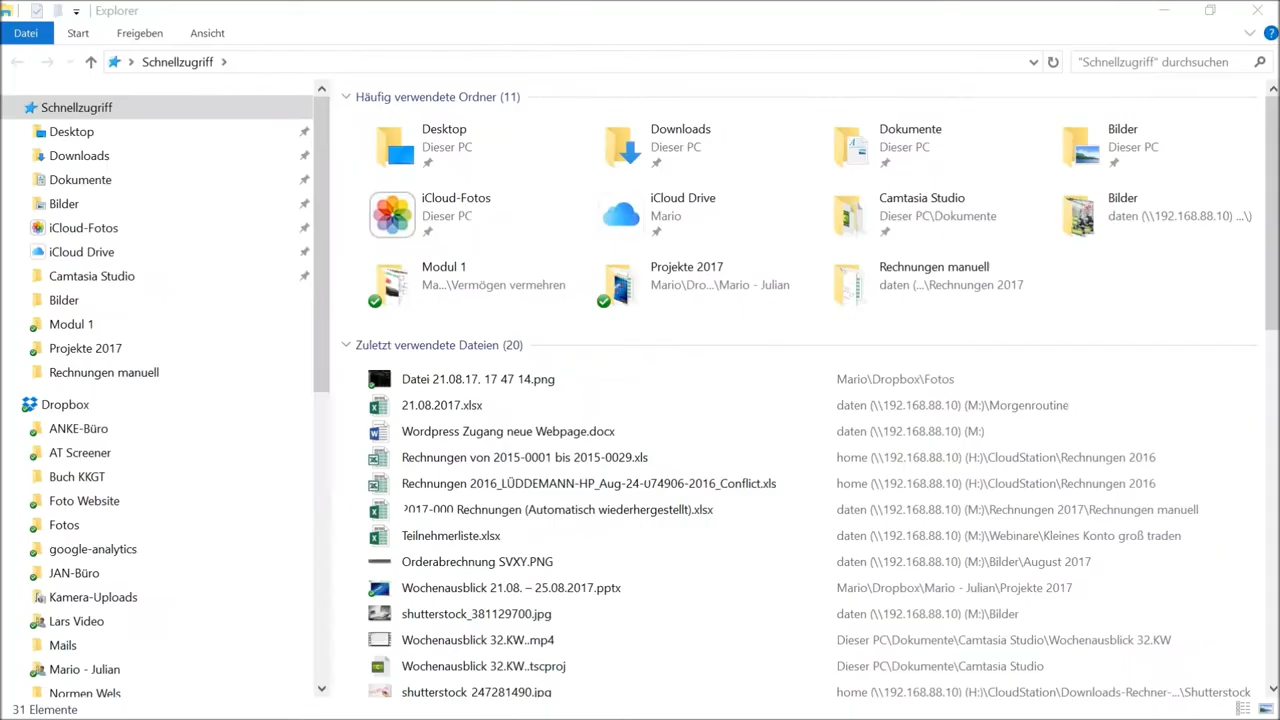 Explorer
Datei Start Freigeben Ansicht
Schnellzugriff
"Schnellzugriff" durchsuchen
Schnellzugriff
Desktop
Downloads
Dokumente
Bilder
iCloud-Fotos
iCloud Drive
Camtasia Studio
Bilder
Modul 1
Projekte 2017
Rechnungen manuell
Dropbox
ANKE-Büro
AT Screener
Buch KKGT
Foto Website
Fotos
google-analytics
JAN-Büro
Kamera-Uploads
Lars Video
Mails
Mario - Julian
Normen Wels
Häufig verwendete Ordner (11)
Desktop
Dieser PC
Downloads
Dieser PC
Dokumente
Dieser PC
Bilder
Dieser PC
iCloud-Fotos
Dieser PC
iCloud Drive
Mario
Camtasia Studio
Dieser PC\Dokumente
Bilder
daten (\\192.168.88.10) ...\)
Modul 1
Ma...\Vermögen vermehren
Projekte 2017
Mario\Dro...\Mario - Julian
Rechnungen manuell
daten (...\Rechnungen 2017
Zuletzt verwendete Dateien (20)
Datei 21.08.17. 17 47 14.png Mario\Dropbox\Fotos
21.08.2017.xlsx daten (\\192.168.88.10) (M:)\Morgenroutine
Wordpress Zugang neue Webpage.docx daten (\\192.168.88.10) (M:)
Rechnungen von 2015-0001 bis 2015-0029.xls home (\\192.168.88.10) (H:)\CloudStation\Rechnungen 2016
Rechnungen 2016_LÜDDEMANN-HP_Aug-24-074906-2016_Conflict.xls home (\\192.168.88.10) (H:)\CloudStation\Rechnungen 2016
2017-000 Rechnungen (Automatisch wiederhergestellt).xlsx daten (\\192.168.88.10) (M:)\Rechnungen 2017\Rechnungen manuell
Teilnehmerliste.xlsx daten (\\192.168.88.10) (M:)\Webinare\Kleines Konto groß traden
Orderabrechnung SVXY.PNG daten (\\192.168.88.10) (M:)\Bilder\August 2017
Wochenausblick 21.08. – 25.08.2017.pptx Mario\Dropbox\Mario - Julian\Projekte 2017
shutterstock_381129700.jpg daten (\\192.168.88.10) (M:)\Bilder
Wochenausblick 32.KW..mp4 Dieser PC\Dokumente\Camtasia Studio\Wochenausblick 32.KW
Wochenausblick 32.KW..tscproj Dieser PC\Dokumente\Camtasia Studio
shutterstock_247281490.jpg home (\\192.168.88.10) (H:)\CloudStation\Downloads-Rechner-...\Shutterstock
31 Elemente